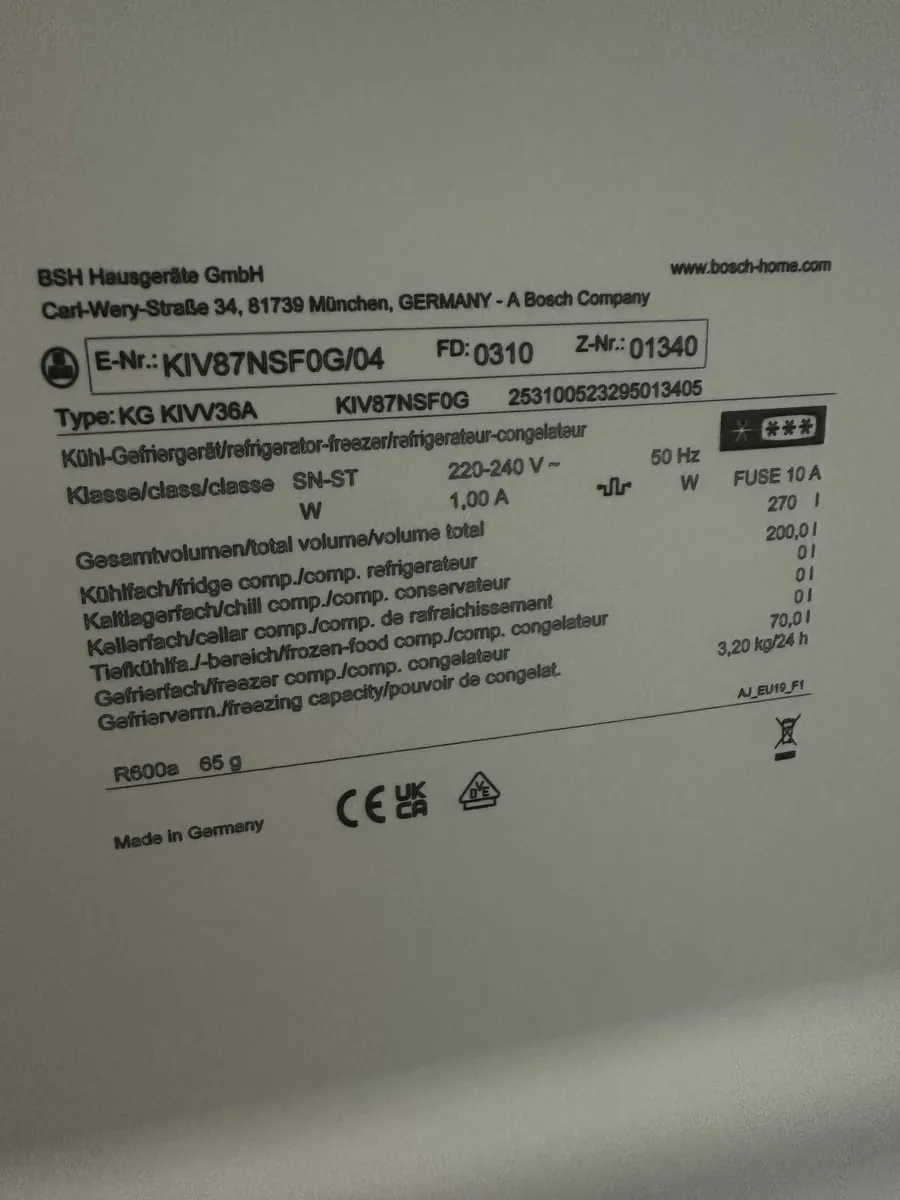 BSH Hausgeräte GmbH
www.bosch-home.com
Carl-Wery-Straße 34, 81739 München, GERMANY - A Bosch Company
E-Nr.: KIV87NSF0G/04 FD: 0310 Z-Nr.: 01340
Type: KG KIVV36A KIV87NSF0G 253100523295013405
Kühl-Gefriergerät/refrigerator-freezer/refrigerateur-congelateur
* ***
Klasse/class/classe SN-ST 220-240 V ~ 50 Hz FUSE 10 A
W 1,00 A W
Gesamtvolumen/total volume/volume total 270 l
Kühlfach/fridge comp./comp. refrigerateur 200,0 l
Kaltlagerfach/chill comp./comp. conservateur 0 l
Kellerfach/cellar comp./comp. de rafraichissement 0 l
Tiefkühlfa./-bereich/frozen-food comp./comp. congelateur 0 l
Gefrierfach/freezer comp./comp. congelateur 70,0 l
Gefrierverm./freezing capacity/pouvoir de congelat. 3,20 kg/24 h
AJ_EU19_F1
R600a 65 g
Made in Germany
CE UK CA DVE